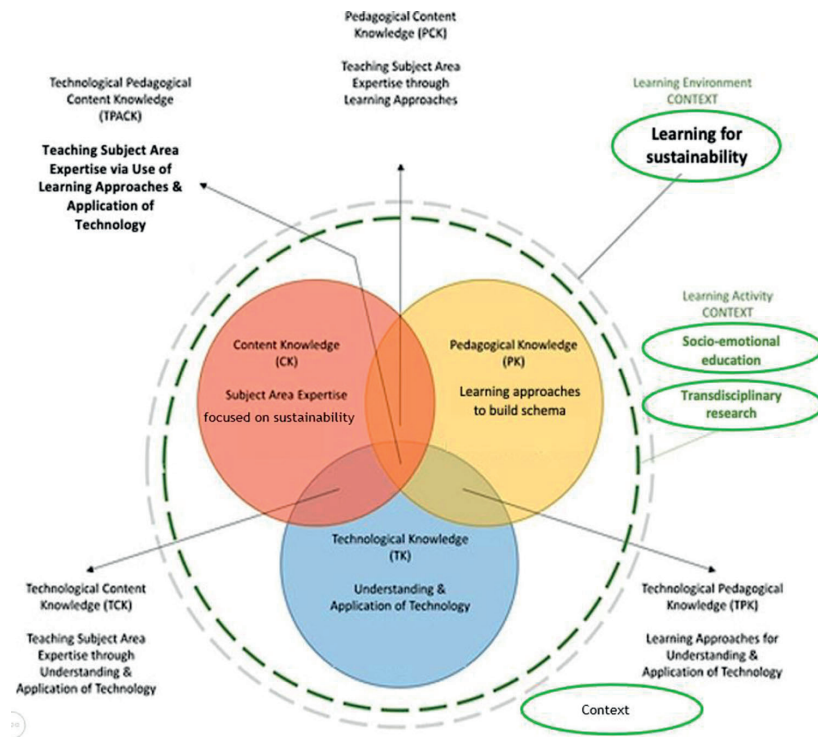 Pedagogical Content
Knowledge (PCK)
Teaching Subject Area
Expertise through
Learning Approaches
Technological Pedagogical
Content Knowledge
(TPACK)
Teaching Subject Area
Expertise via Use of
Learning Approaches &
Application of
Technology
Learning Environment
CONTEXT
Learning for
sustainability
Learning Activity
CONTEXT
Socio-emotional
education
Transdisciplinary
research
Content Knowledge
(CK)
Subject Area Expertise
focused on sustainability
Pedagogical Knowledge
(PK)
Learning approaches
to build schema
Technological Knowledge
(TK)
Understanding &
Application of Technology
Technological Content
Knowledge (TCK)
Teaching Subject Area
Expertise through
Understanding &
Application of Technology
Technological Pedagogical
Knowledge (TPK)
Learning Approaches for
Understanding &
Application of Technology
Context